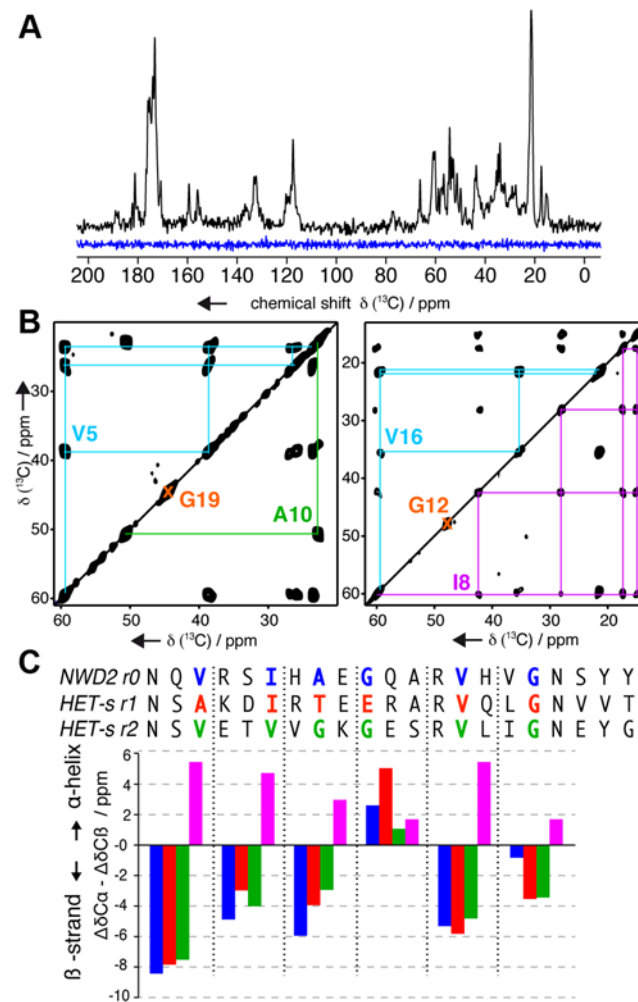 A
200 180 160 140 120 100 80 60 40 20 0
← chemical shift δ (¹³C) / ppm
B
δ (¹³C) / ppm →
30
40
50
60
V5
G19
A10
60 50 40 30
← δ (¹³C) / ppm
20
30
40
50
60
V16
G12
I8
60 50 40 30 20
← δ (¹³C) / ppm
C
NWD2 r0 N Q V R S I H A E G Q A R V H V G N S Y Y
HET-s r1 N S A K D I R T E E R A R V Q L G N V V T
HET-s r2 N S V E T V V G K G E S R V L I G N E Y G
ß -strand ← → α-helix
ΔδCα - ΔδCß / ppm
6
4
2
-0
-2
-4
-6
-8
-10